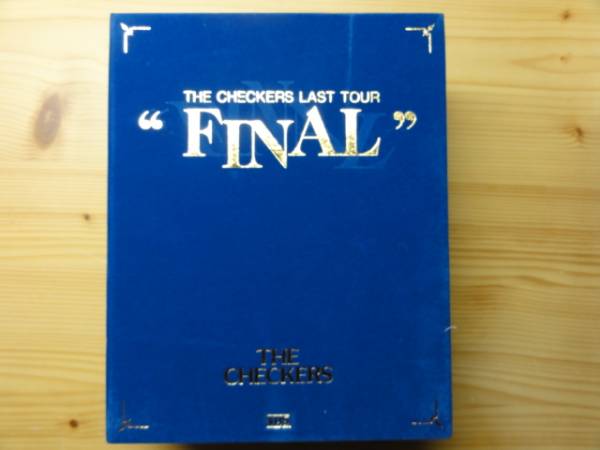 THE CHECKERS LAST TOUR
“FINAL”
THE
CHECKERS